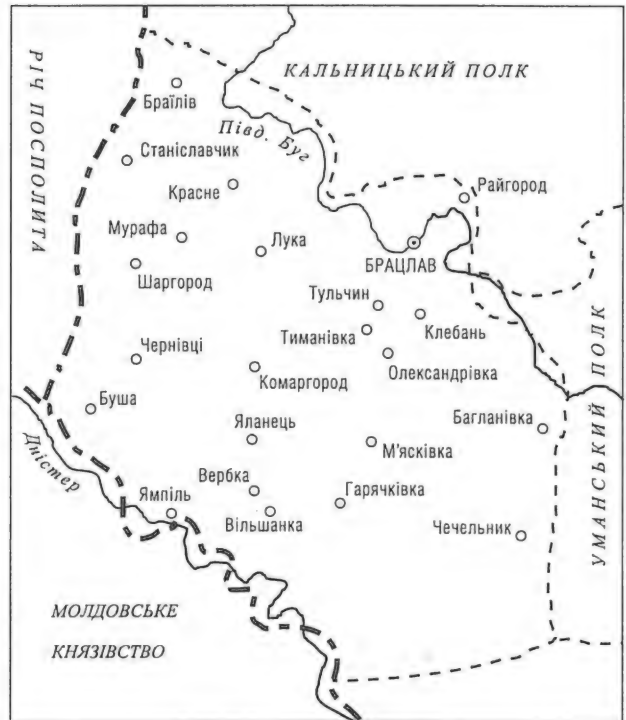 КАЛЬНИЦЬКИЙ ПОЛК
РІЧ ПОСПОЛИТА
Браїлів
Півд. Буг
Станіславчик
Красне
Райгород
Мурафа
Лука
БРАЦЛАВ
Шаргород
Тульчин
Клебань
Тиманівка
Чернівці
Олександрівка
Комаргород
УМАНСЬКИЙ ПОЛК
Буша
Багланівка
Яланець
М'ясківка
Дністер
Вербка
Гарячківка
Ямпіль
Вільшанка
Чечельник
МОЛДОВСЬКЕ
КНЯЗІВСТВО